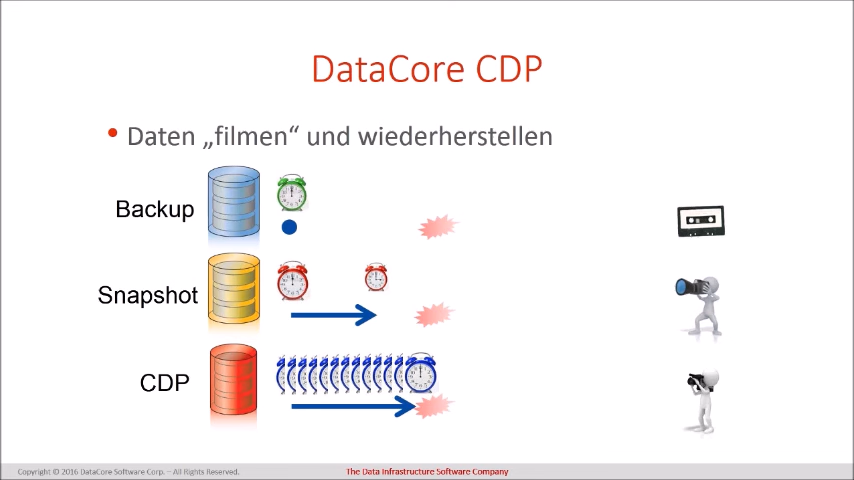 DataCore CDP
• Daten „filmen“ und wiederherstellen
Backup
Snapshot
CDP
Copyright © 2016 DataCore Software Corp. – All Rights Reserved.
The Data Infrastructure Software Company